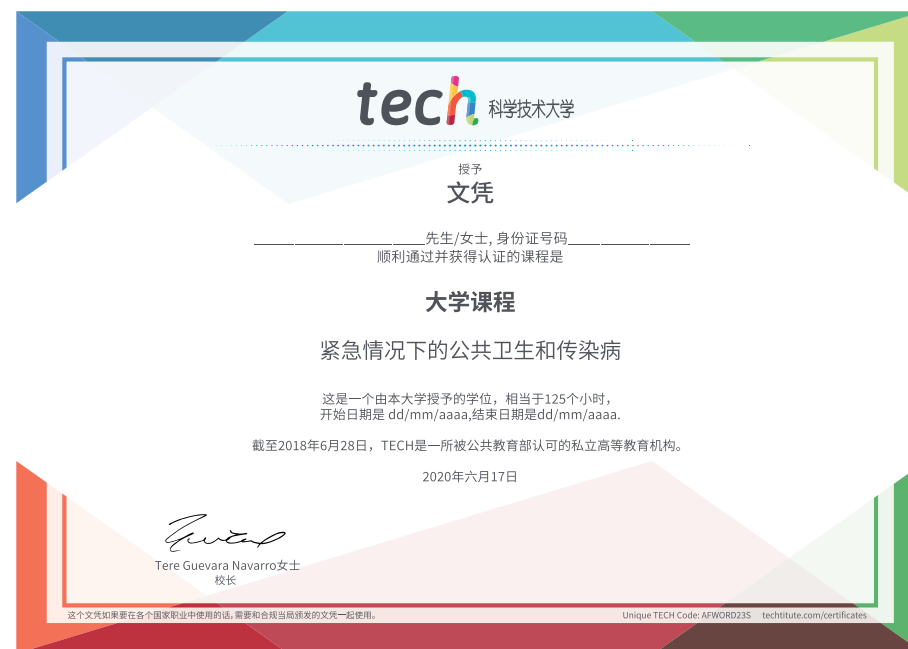 tech 科学技术大学
授予
文凭
先生/女士, 身份证号码
顺利通过并获得认证的课程是
大学课程
紧急情况下的公共卫生和传染病
这是一个由本大学授予的学位，相当于125个小时，
开始日期是 dd/mm/aaaa,结束日期是dd/mm/aaaa.
截至2018年6月28日，TECH是一所被公共教育部认可的私立高等教育机构。
2020年六月17日
Tere Guevara Navarro女士
校长
这个文凭如果要在各个国家职业中使用的话,需要和合规当局颁发的文凭一起使用。
Unique TECH Code: AFWORD23S techtitute.com/certificates